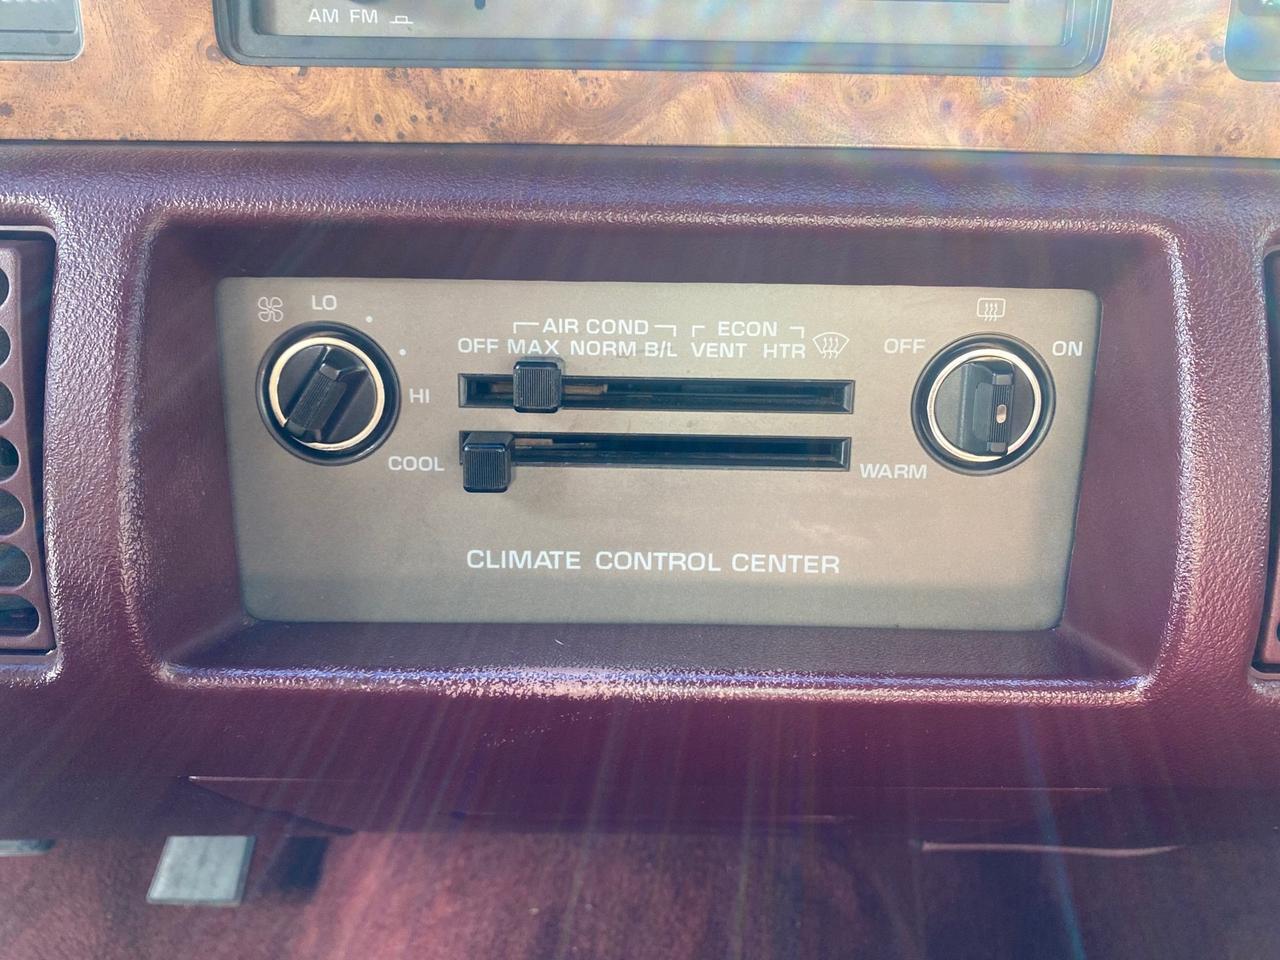 AM FM
LO
AIR COND ECON
OFF MAX NORM B/L VENT HTR
OFF ON
HI
COOL WARM
CLIMATE CONTROL CENTER